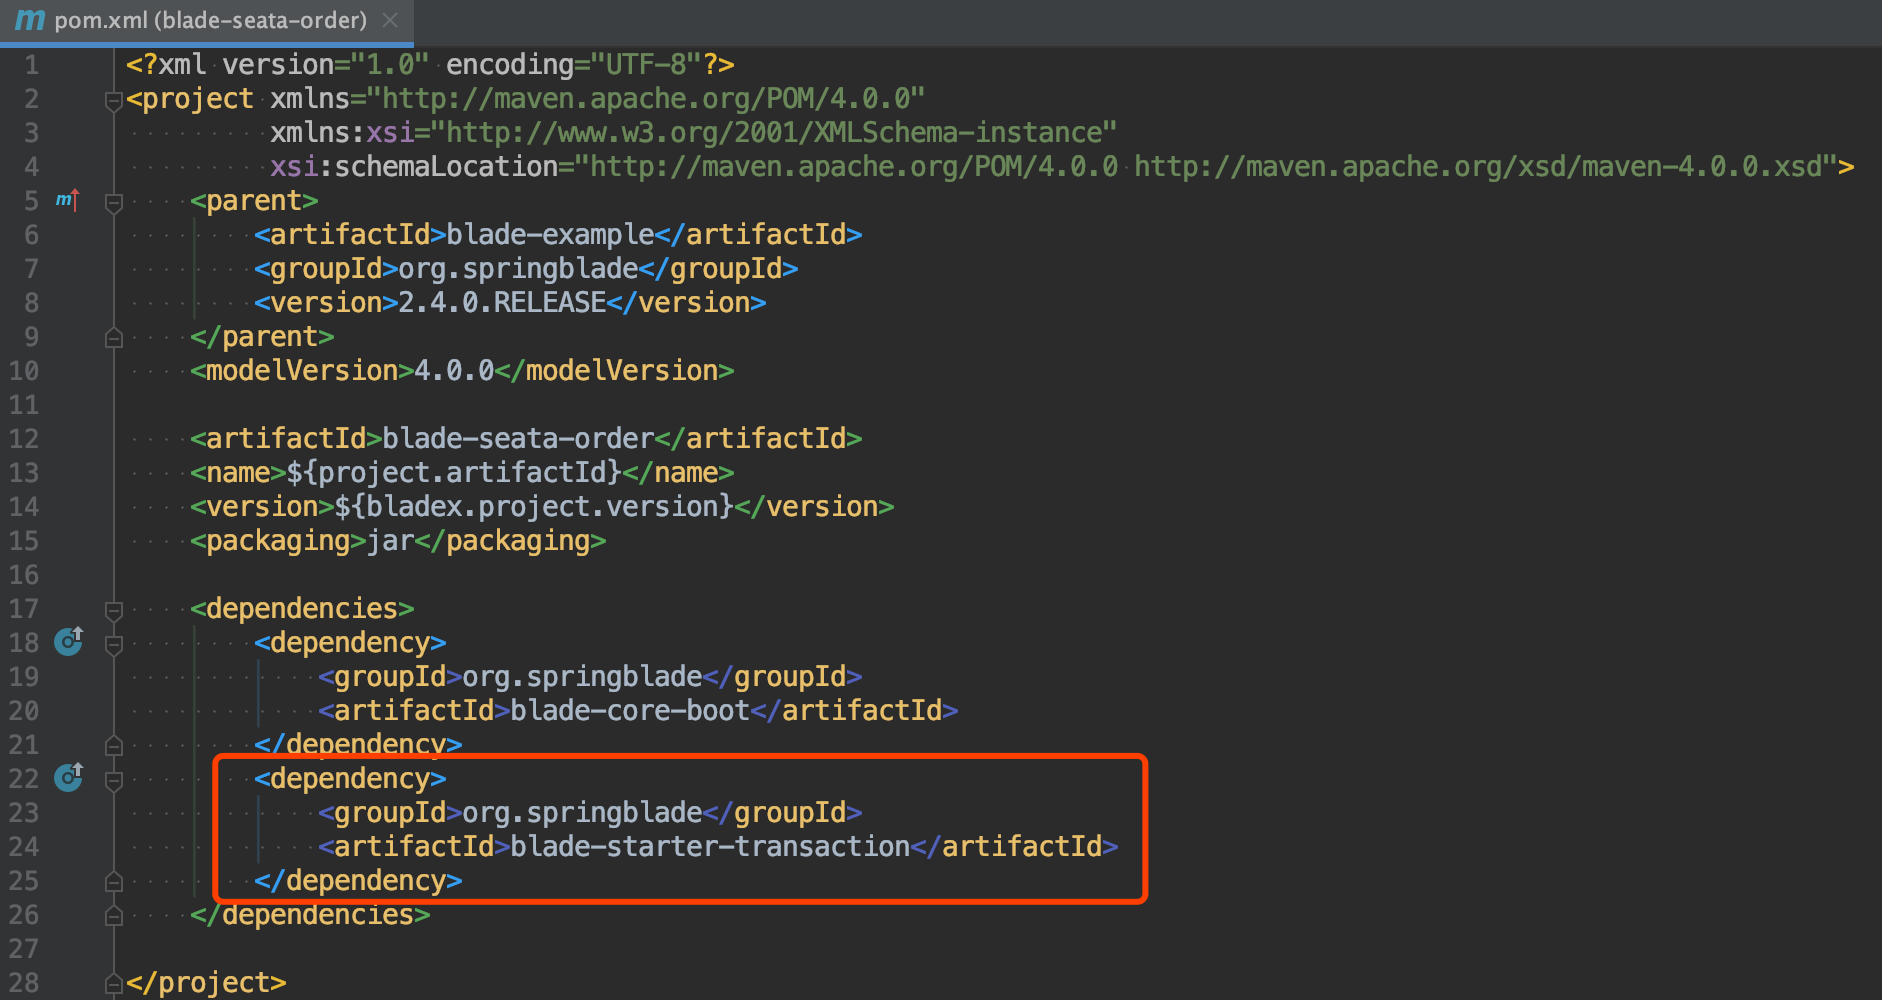 m pom.xml (blade-seata-order)
1 <?xml version="1.0" encoding="UTF-8"?>
2 <project xmlns="http://maven.apache.org/POM/4.0.0"
3 xmlns:xsi="http://www.w3.org/2001/XMLSchema-instance"
4 xsi:schemaLocation="http://maven.apache.org/POM/4.0.0 http://maven.apache.org/xsd/maven-4.0.0.xsd">
5 m <parent>
6 <artifactId>blade-example</artifactId>
7 <groupId>org.springblade</groupId>
8 <version>2.4.0.RELEASE</version>
9 </parent>
10 <modelVersion>4.0.0</modelVersion>
11
12 <artifactId>blade-seata-order</artifactId>
13 <name>${project.artifactId}</name>
14 <version>${bladex.project.version}</version>
15 <packaging>jar</packaging>
16
17 <dependencies>
18 <dependency>
19 <groupId>org.springblade</groupId>
20 <artifactId>blade-core-boot</artifactId>
21 </dependency>
22 <dependency>
23 <groupId>org.springblade</groupId>
24 <artifactId>blade-starter-transaction</artifactId>
25 </dependency>
26 </dependencies>
27
28 </project>